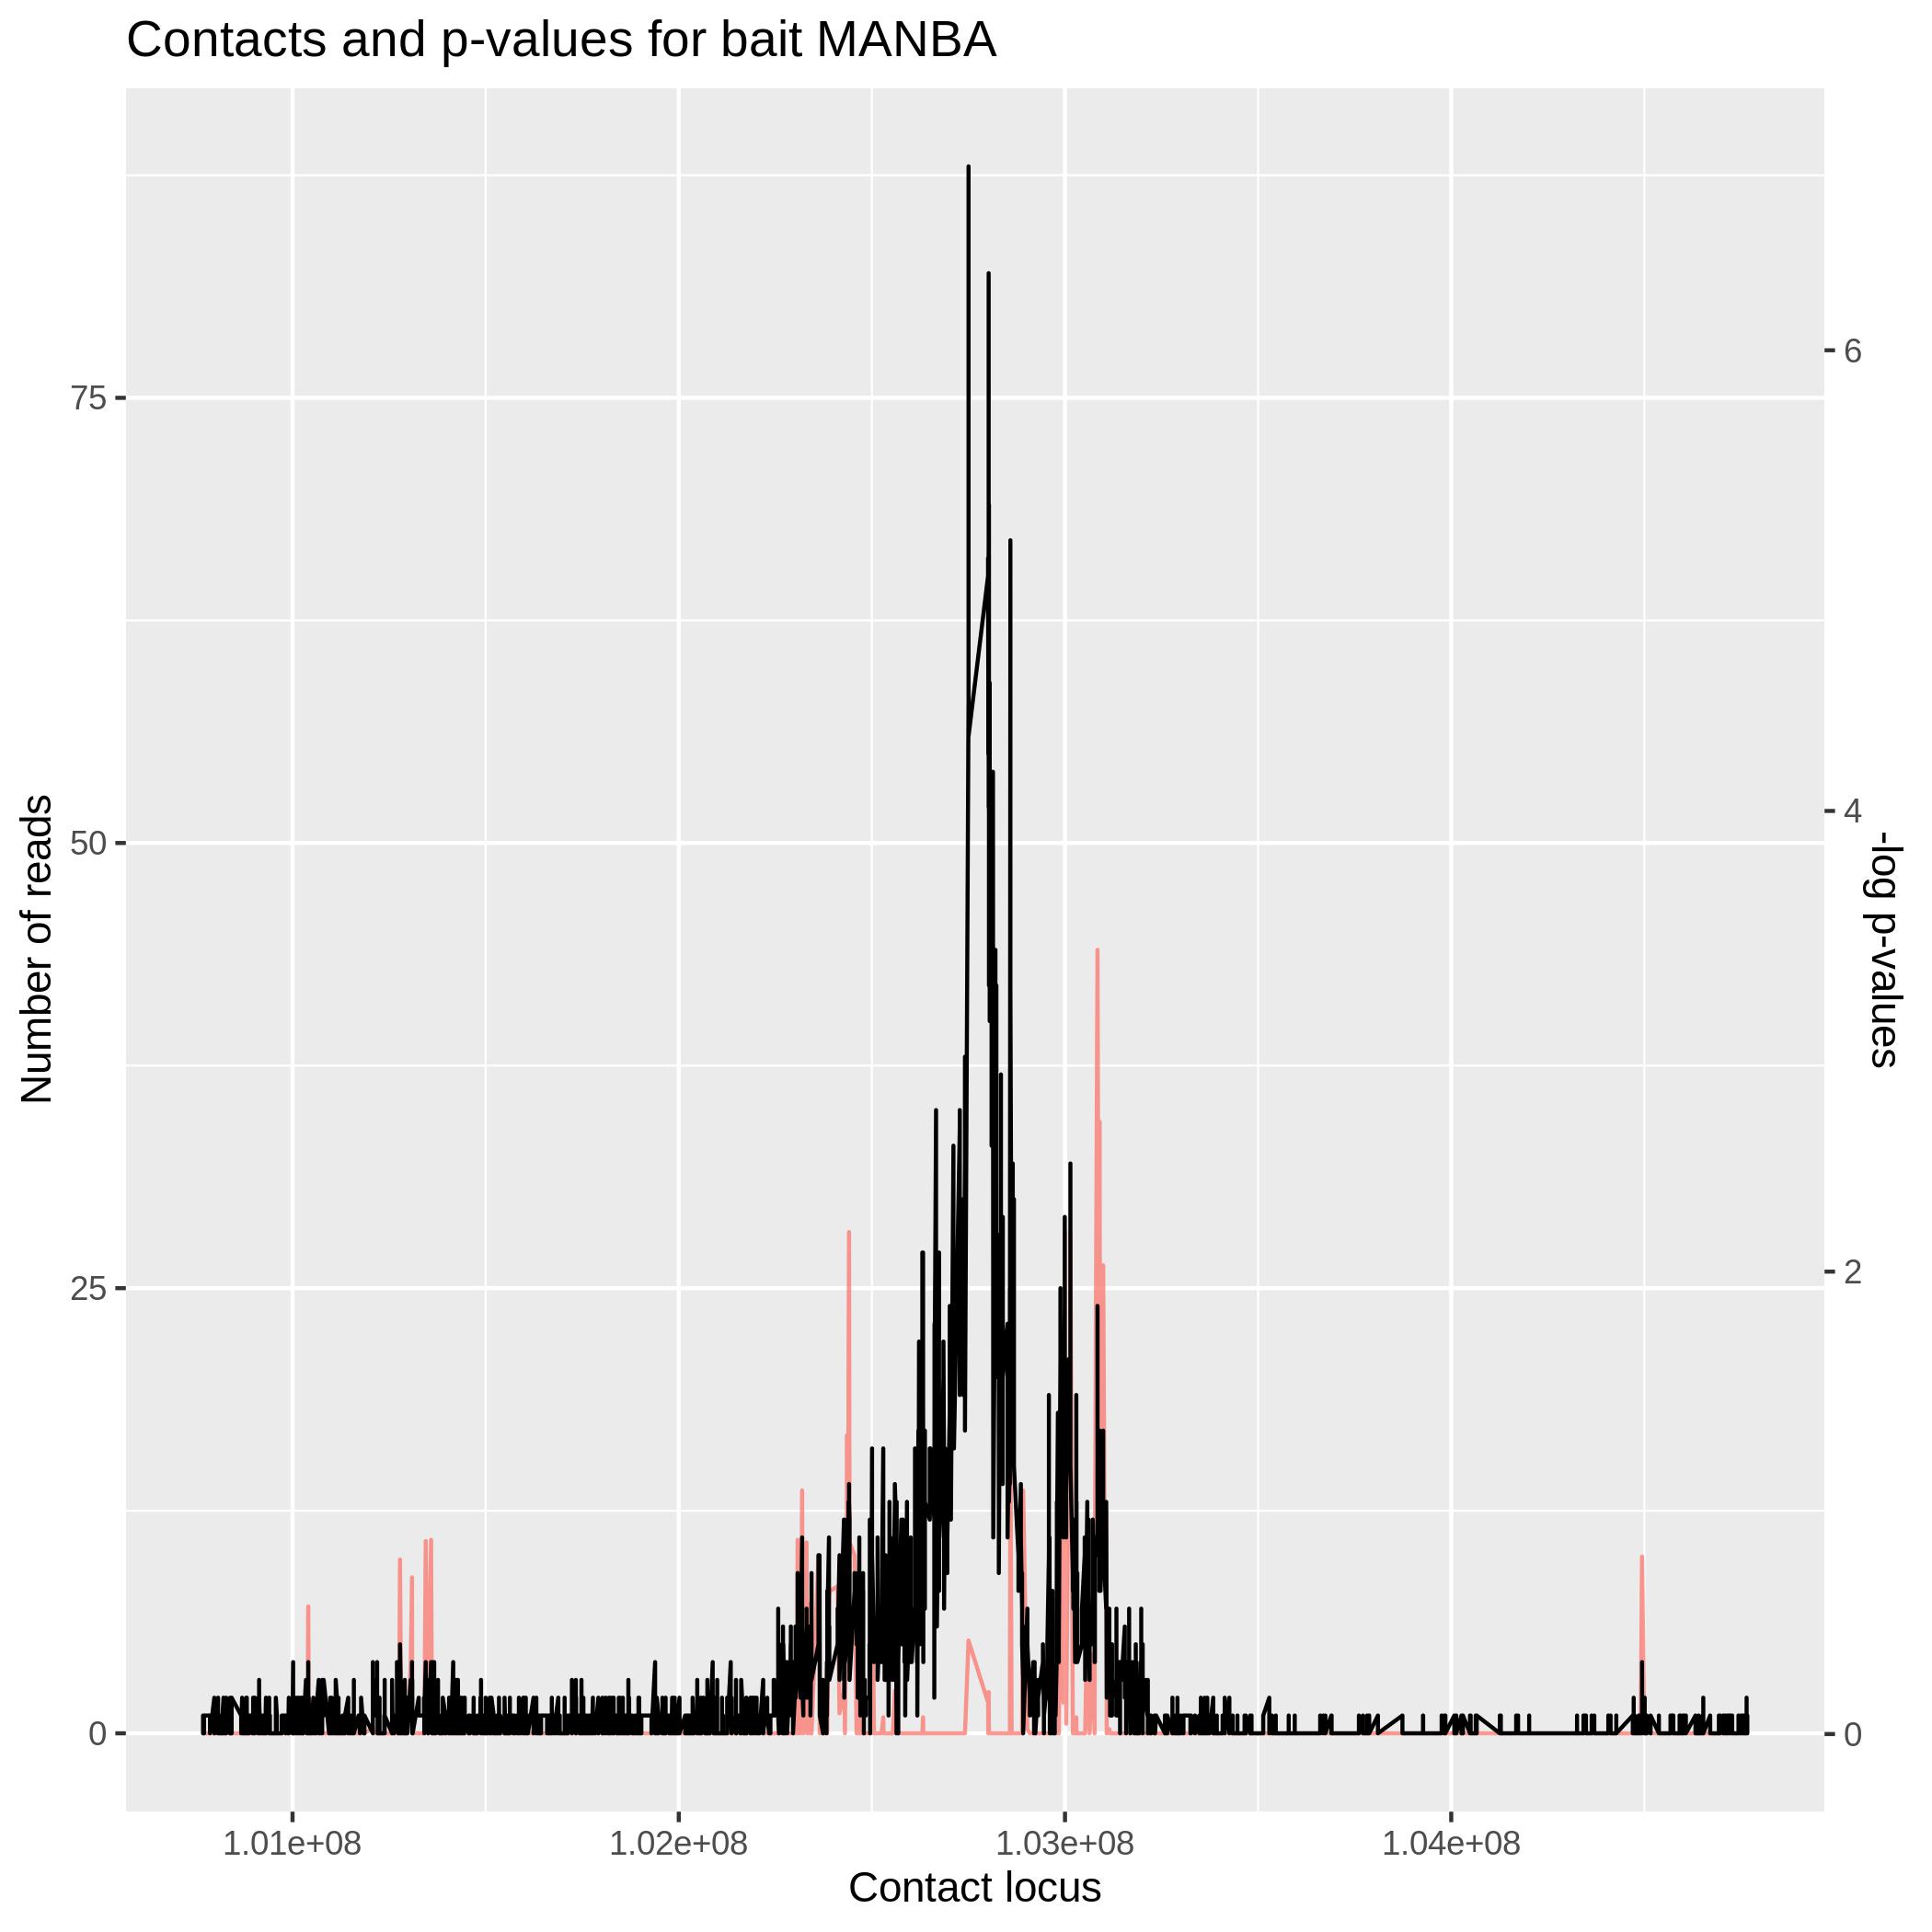 Contacts and p-values for bait MANBA
75
50
25
0
6
4
2
0
Number of reads
-log p-values
1.01e+08 1.02e+08 1.03e+08 1.04e+08
Contact locus